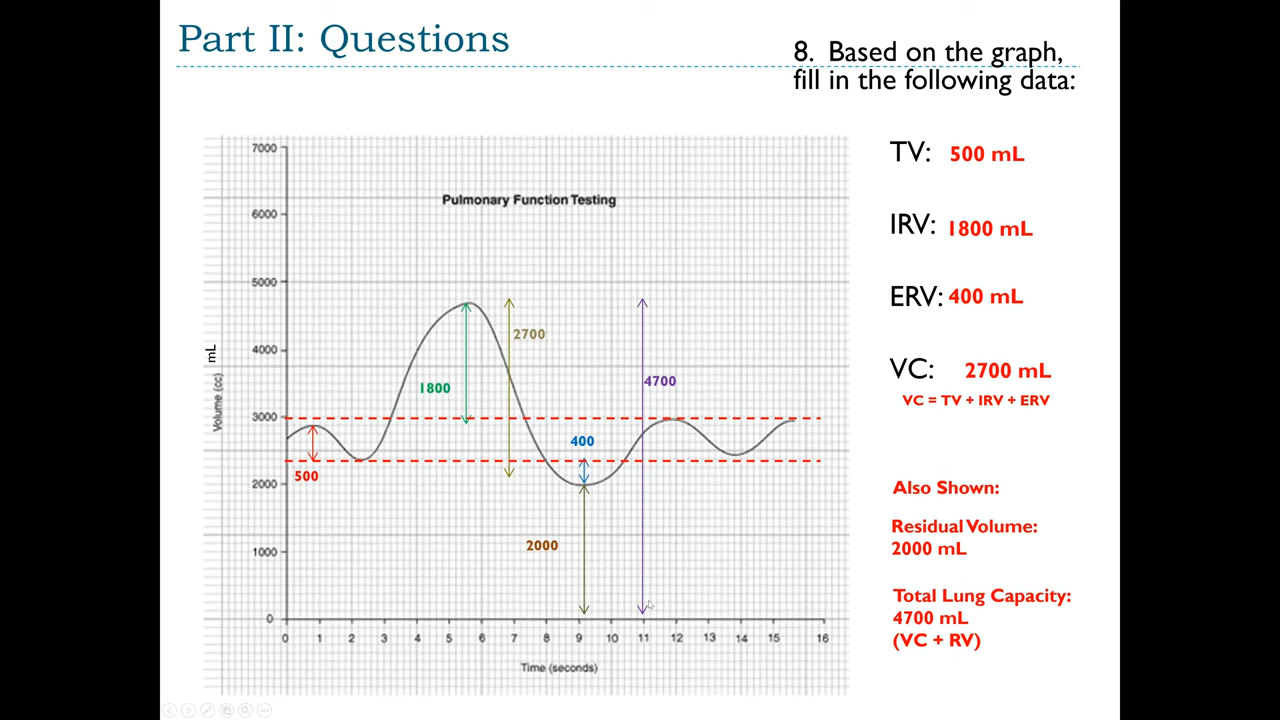 Part II: Questions
8. Based on the graph,
fill in the following data:
TV: 500 mL
IRV: 1800 mL
ERV: 400 mL
VC: 2700 mL
VC = TV + IRV + ERV
Also Shown:
Residual Volume:
2000 mL
Total Lung Capacity:
4700 mL
(VC + RV)
Pulmonary Function Testing
7000
6000
5000
4000
3000
2000
1000
0
Volume (cc) mL
500
1800
2700
400
2000
4700
0 1 2 3 4 5 6 7 8 9 10 11 12 13 14 15 16
Time (seconds)